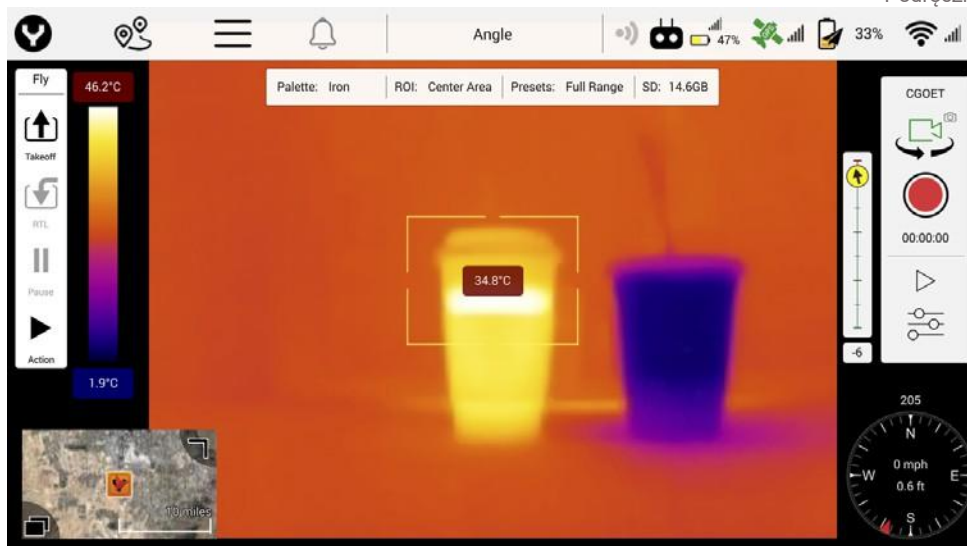 Angle
47%
33%
Fly
46.2°C
Palette: Iron
ROI: Center Area
Presets: Full Range
SD: 14.6GB
CGOET
Takeoff
RTL
00:00:00
34.8°C
Pause
Action
-6
1.9°C
205
N
W
E
S
0 mph
0.6 ft
10 miles